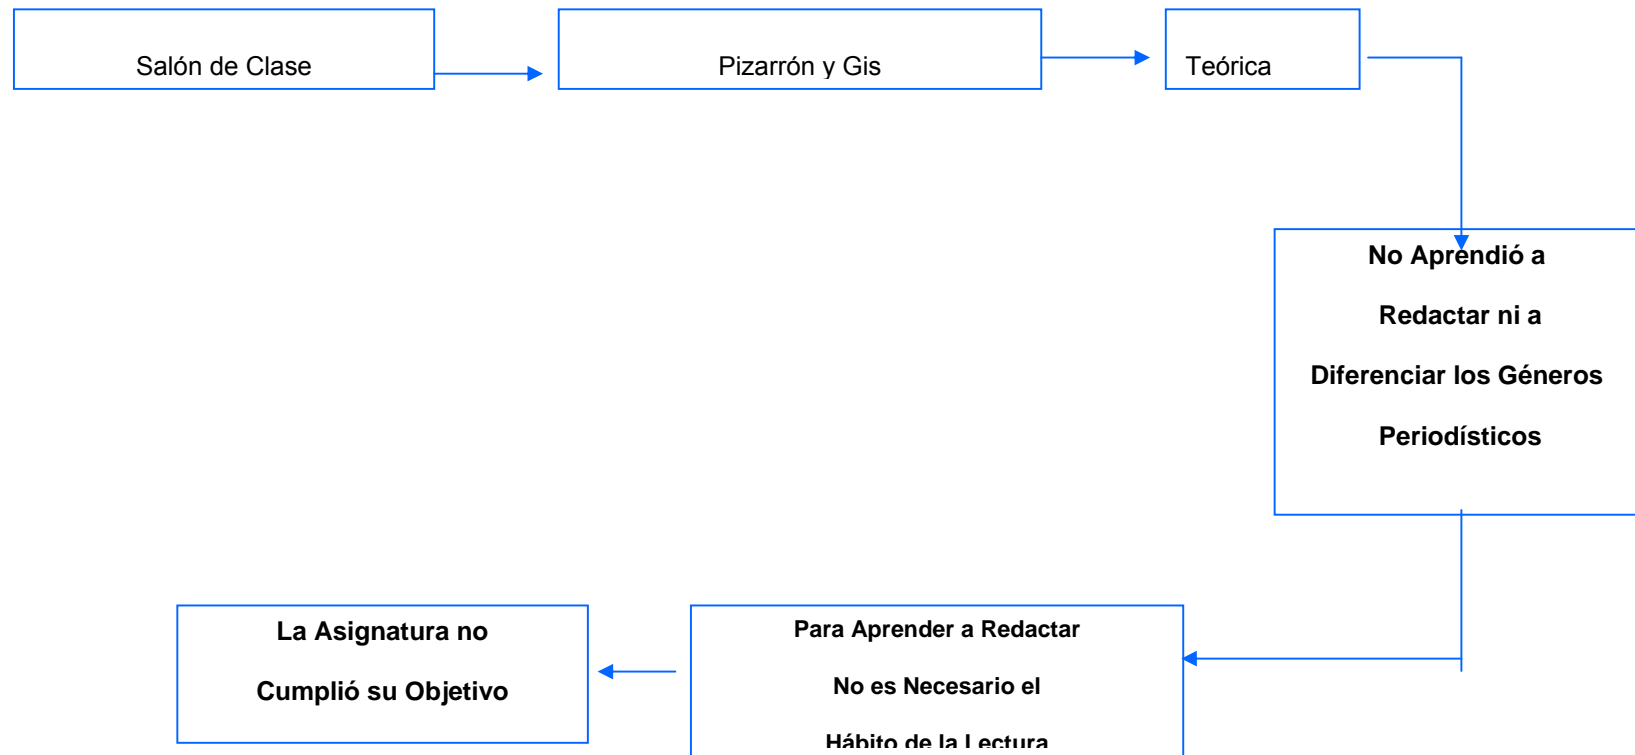 Salón de Clase
Pizarrón y Gis
Teórica
No Aprendió a
Redactar ni a
Diferenciar los Géneros
Periodísticos
Para Aprender a Redactar
No es Necesario el
Hábito de la Lectura
La Asignatura no
Cumplió su Objetivo